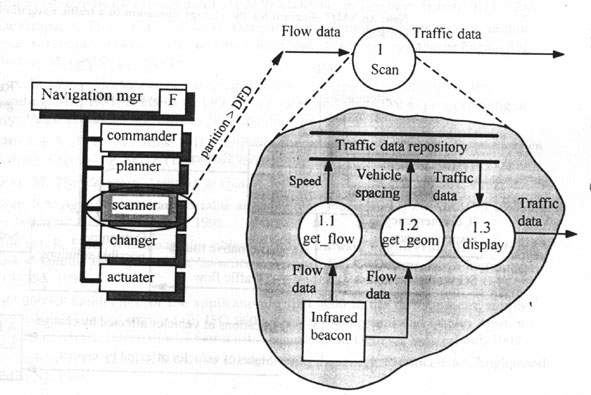 Flow data
1
Scan
Traffic data
Navigation mgr
F
commander
planner
scanner
changer
actuater
partition > DFD
Traffic data repository
Speed
Vehicle
spacing
Traffic
data
1.1
get_flow
1.2
get_geom
1.3
display
Traffic
data
Flow
data
Flow
data
Infrared
beacon